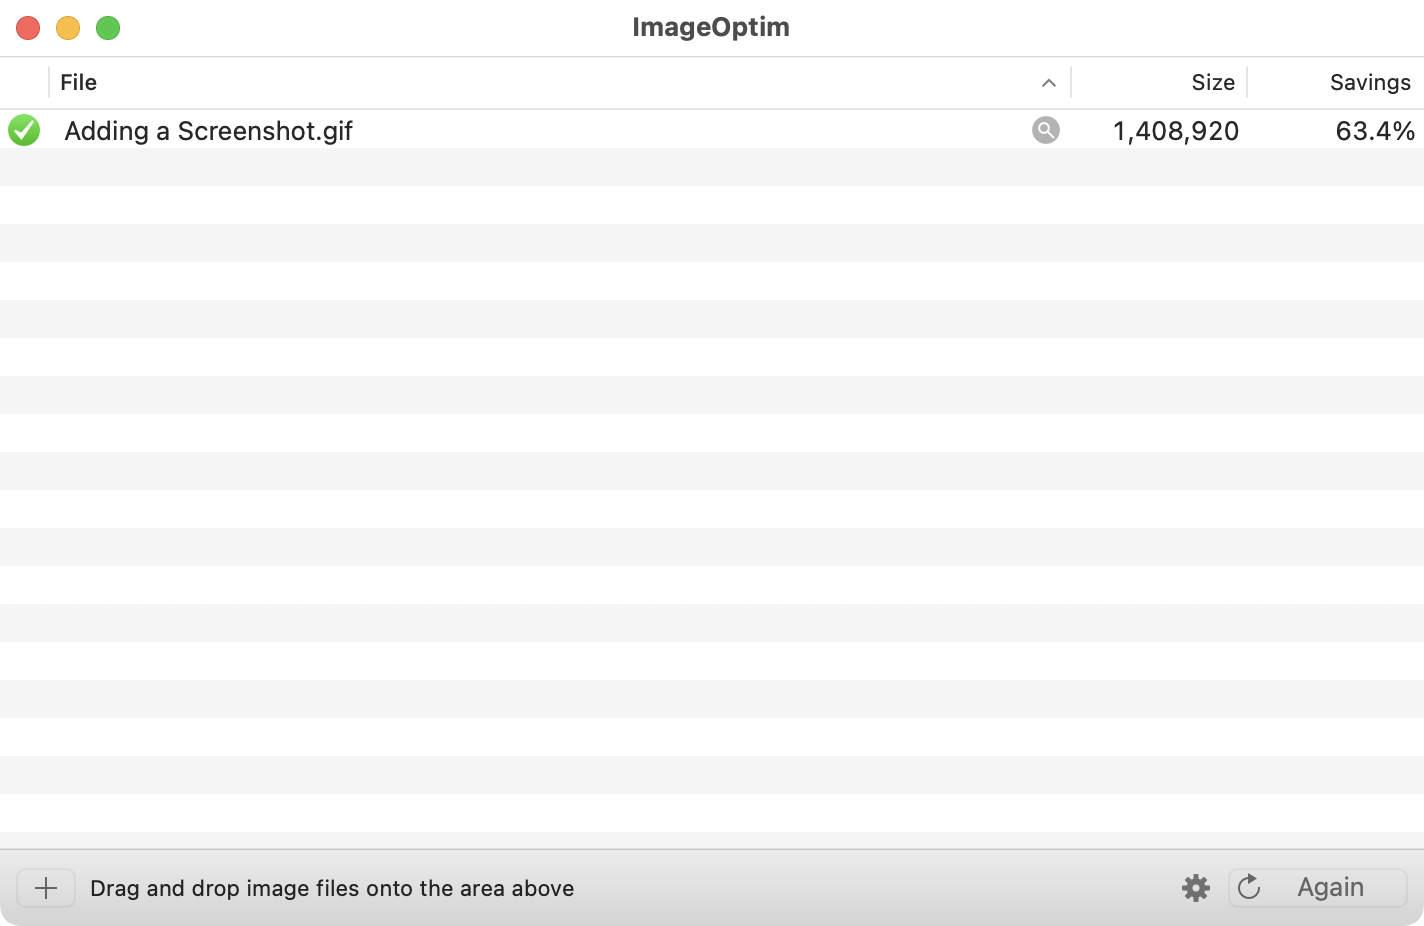 ImageOptim
File Size Savings
Adding a Screenshot.gif 1,408,920 63.4%
Drag and drop image files onto the area above Again